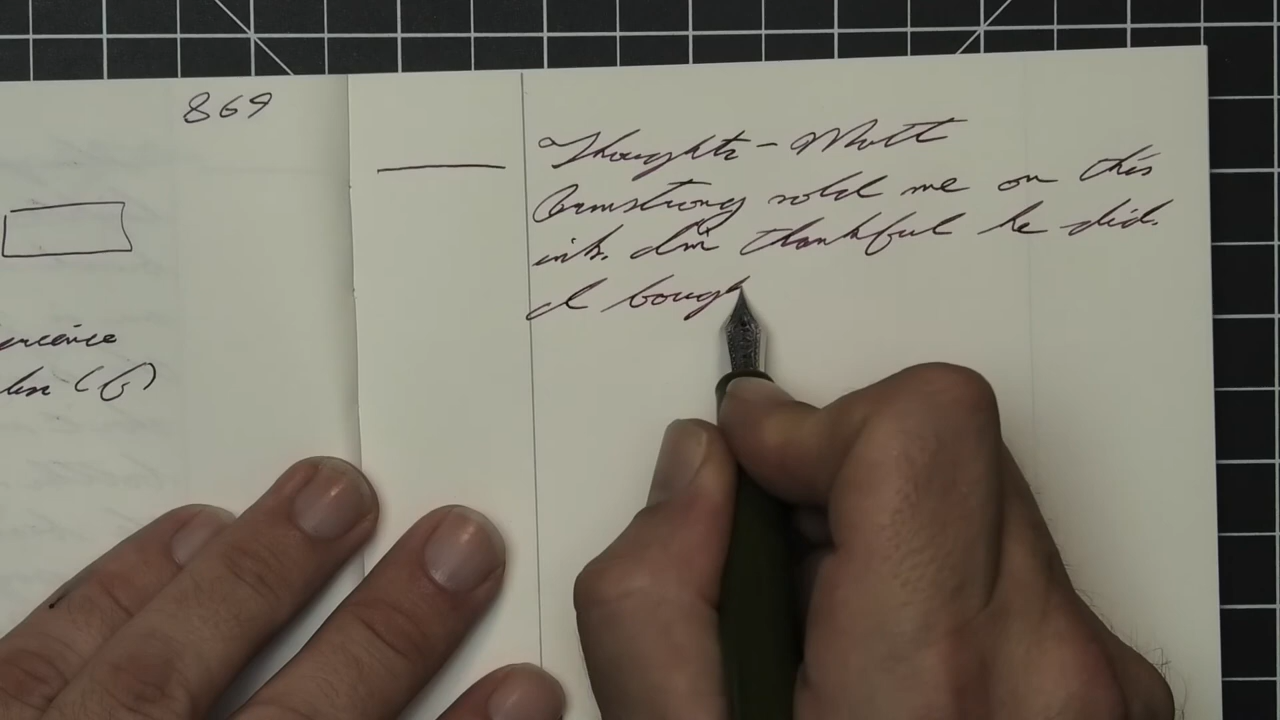 869
Thoughts - Matt
Armstrong sold me on this
ink. I'm thankful he did.
I bough